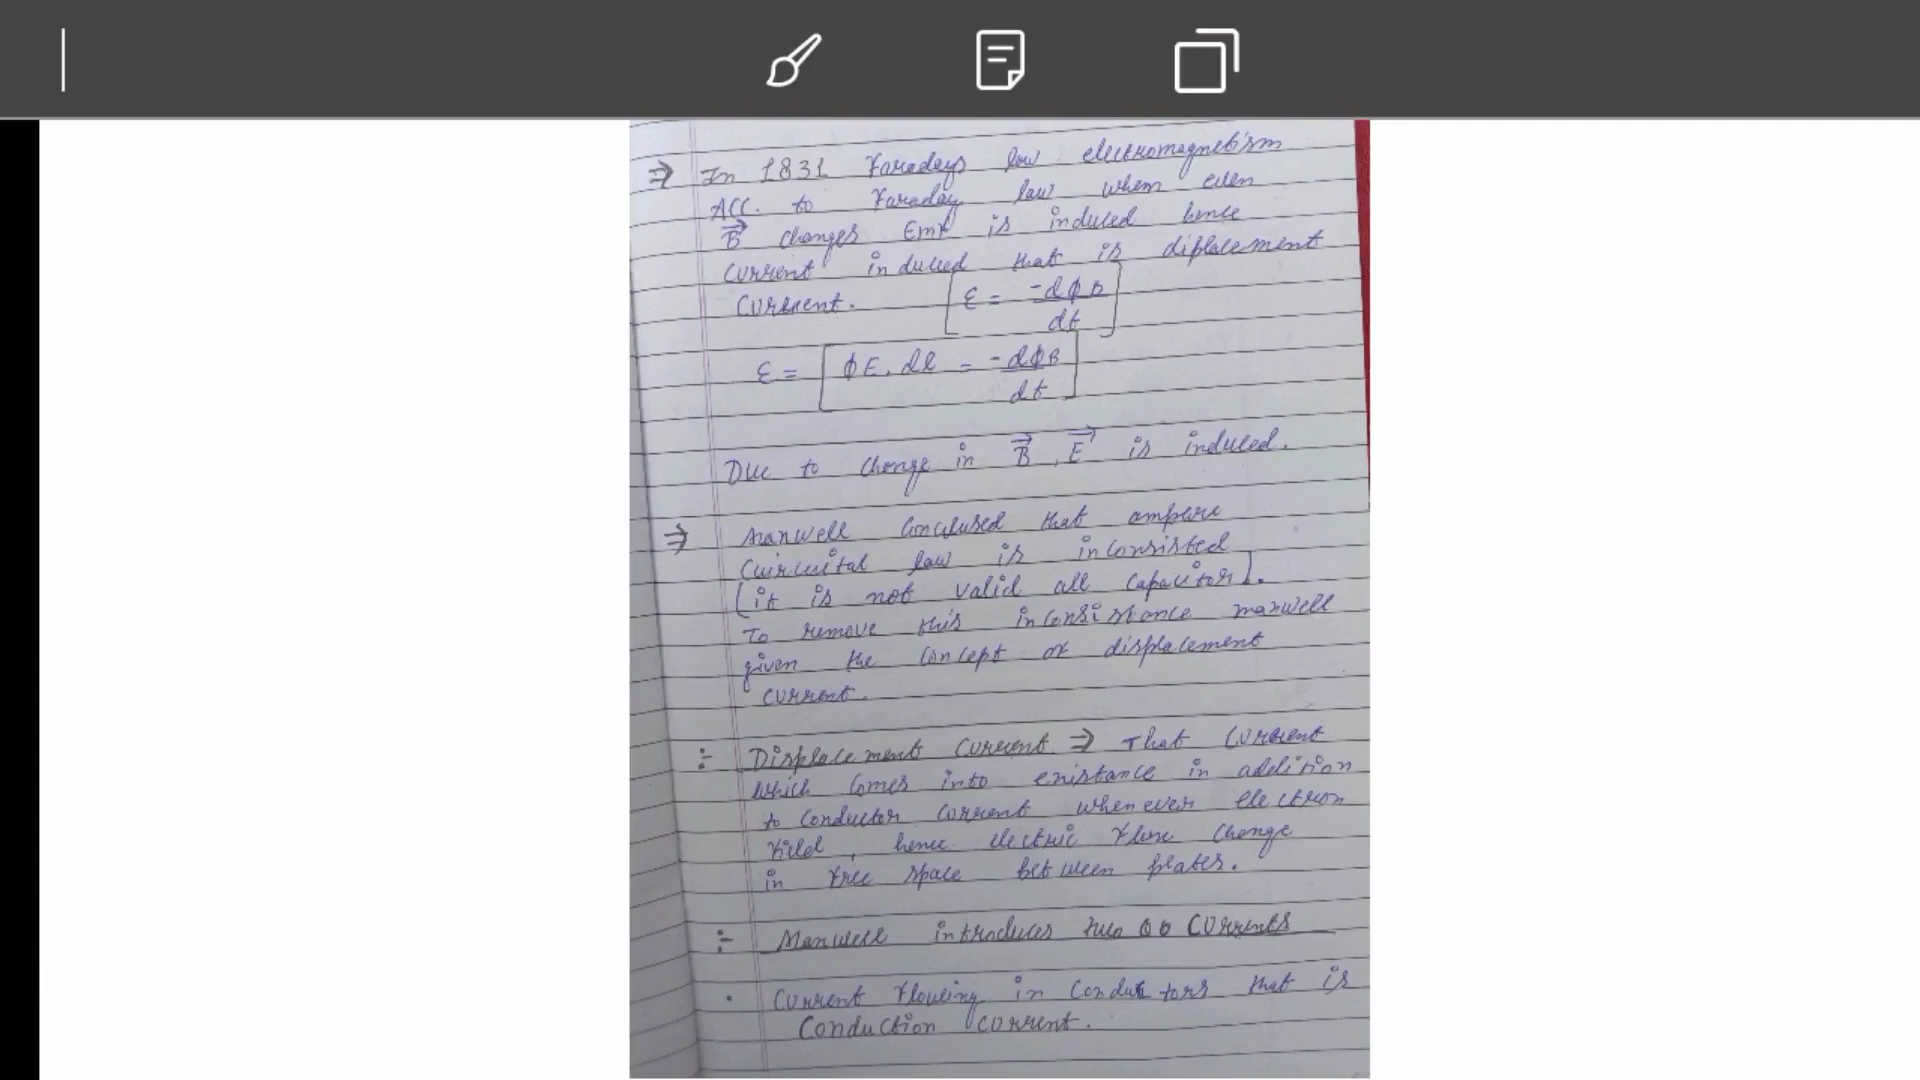 ⇒ In 1831 Faradays law electromagnetism
Acc. to Faraday law when even
B⃗ changes Emf is induced hence
current induced that is diplacement
current. [ε = -dϕB/dt]
ε = [∮E.dl = -dϕB/dt]
Due to change in B⃗, E⃗ is induced.
⇒ Maxwell conclused that ampere
Cuircuital law is inconsisted
[it is not valid all capacitor].
To remove this inconsistance maxwell
given the concept of displacement
current.
÷ Displacement current ⇒ That current
which comes into existance in addition
to conductor current whenever electron
field, hence electric flux change
in free space between plates.
÷ Maxwell introduces two currents
• Current flowing in conductors that is
Conduction current.